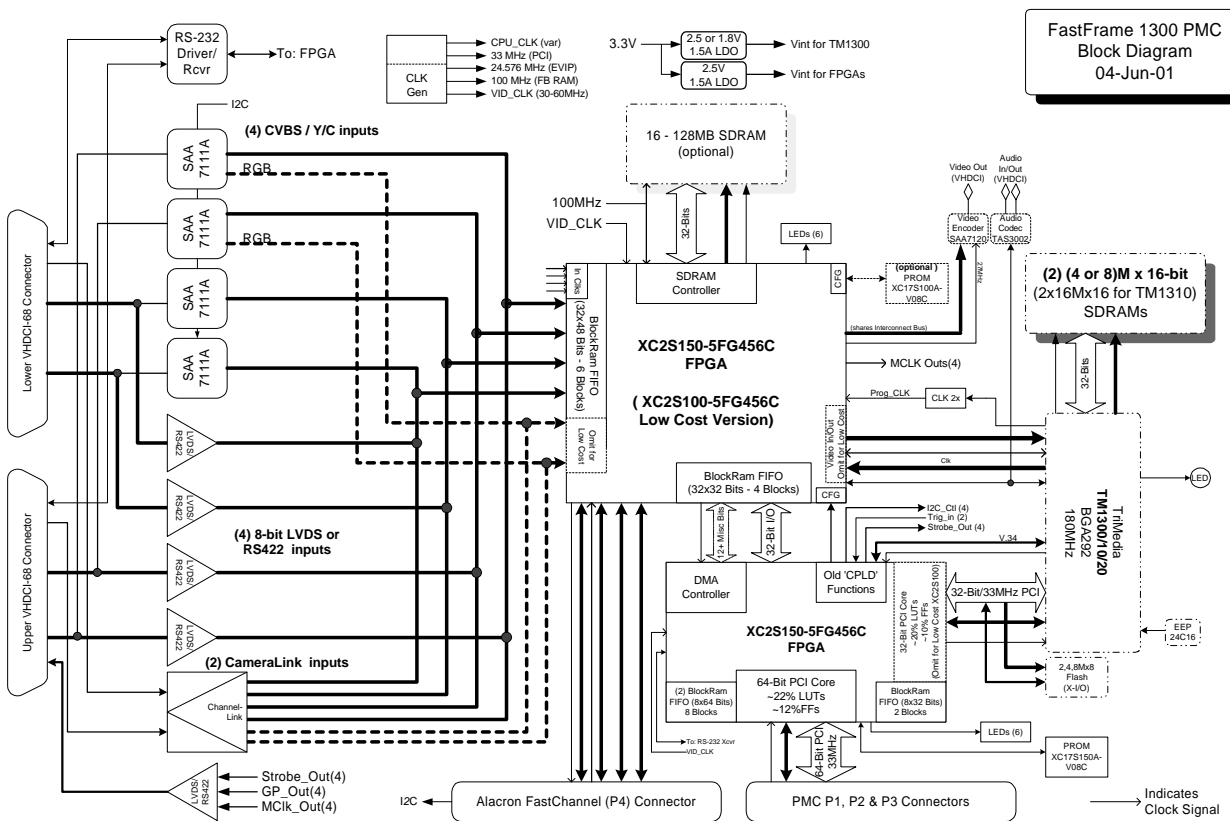 FastFrame 1300 PMC
Block Diagram
04-Jun-01
RS-232
Driver/
Rcvr
To: FPGA
CLK
Gen
CPU_CLK (var)
33 MHz (PCI)
24.576 MHz (EVIP)
100 MHz (FB RAM)
VID_CLK (30-60MHz)
3.3V
2.5 or 1.8V
1.5A LDO
Vint for TM1300
2.5V
1.5A LDO
Vint for FPGAs
I2C
(4) CVBS / Y/C inputs
SAA
7111A
RGB
SAA
7111A
RGB
SAA
7111A
SAA
7111A
Lower VHDCI-68 Connector
Upper VHDCI-68 Connector
LVDS/
RS422
LVDS/
RS422
LVDS/
RS422
LVDS/
RS422
(4) 8-bit LVDS or
RS422 inputs
(2) CameraLink inputs
Channel-
Link
LVDS/
RS422
Strobe_Out(4)
GP_Out(4)
MClk_Out(4)
16 - 128MB SDRAM
(optional)
100MHz
VID_CLK
32-Bits
LEDs (6)
In
Clks
SDRAM
Controller
CFG
BlockRam FIFO
(32x48 Bits - 6 Blocks)
Omit for
Low Cost
XC2S150-5FG456C
FPGA
( XC2S100-5FG456C
Low Cost Version)
BlockRam FIFO
(32x32 Bits - 4 Blocks)
CFG
Video In/Out
Omit for Low Cost
(optional )
PROM
XC17S100A-
V08C
Video Out
(VHDCI)
Audio
In/Out
(VHDCI)
Video
Encoder
SAA7120
Audio
Codec
TAS3002
27MHz
(shares Interconnect Bus)
MCLK Outs(4)
Prog_CLK
CLK 2x
Clk
(2) (4 or 8)M x 16-bit
(2x16Mx16 for TM1310)
SDRAMs
32-Bits
TriMedia
TM1300/10/20
BGA292
180MHz
LED
EEP
24C16
2,4,8Mx8
Flash
(X-I/O)
12+ Misc Bits
32-Bit I/O
I2C_Ctl (4)
Trig_in (2)
Strobe_Out (4)
V.34
DMA
Controller
Old 'CPLD'
Functions
32-Bit PCI Core
~20% LUTs
~10% FFs
(Omit for Low Cost XC2S100)
32-Bit/33MHz PCI
XC2S150-5FG456C
FPGA
64-Bit PCI Core
~22% LUTs
~12%FFs
(2) BlockRam
FIFO (8x64 Bits)
8 Blocks
BlockRam
FIFO (8x32 Bits)
2 Blocks
To: RS-232 Xcvr
VID_CLK
64-Bit PCI
33MHz
LEDs (6)
PROM
XC17S150A-
V08C
I2C
Alacron FastChannel (P4) Connector
PMC P1, P2 & P3 Connectors
Indicates
Clock Signal